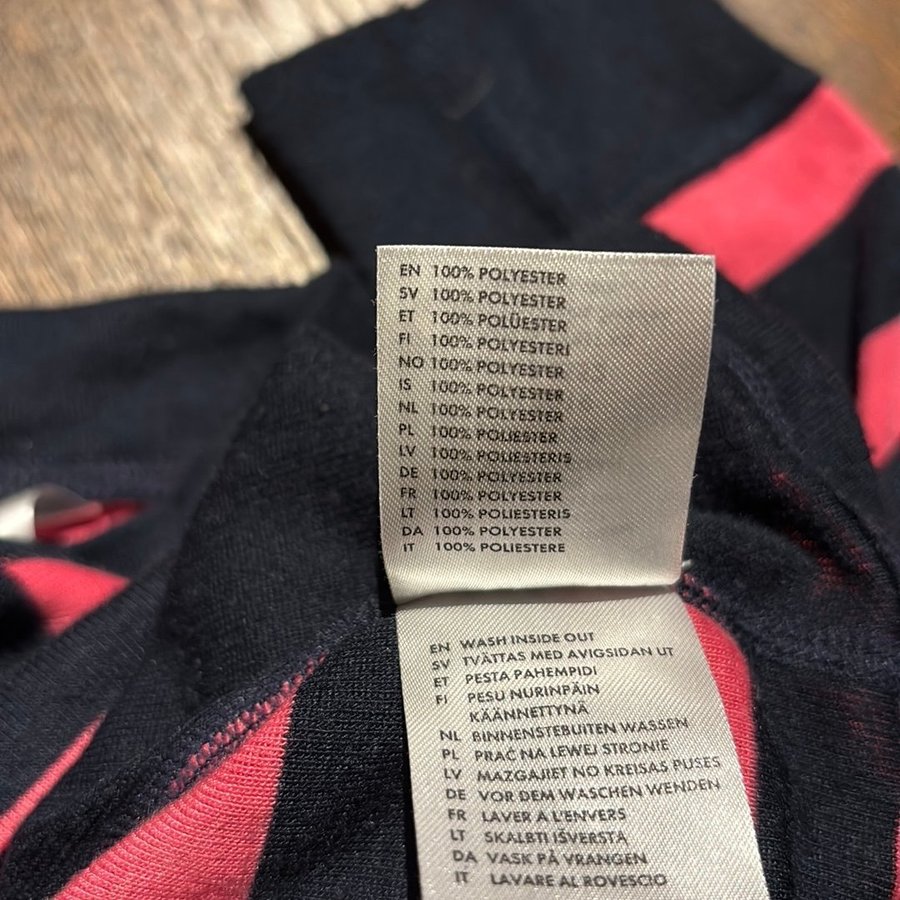 EN 100% POLYESTER
SV 100% POLYESTER
ET 100% POLÜESTER
FI 100% POLYESTERI
NO 100% POLYESTER
IS 100% POLYESTER
NL 100% POLYESTER
PL 100% POLIESTER
LV 100% POLIESTERIS
DE 100% POLYESTER
FR 100% POLYESTER
LT 100% POLIESTERIS
DA 100% POLYESTER
IT 100% POLIESTERE
EN WASH INSIDE OUT
SV TVÄTTAS MED AVIGSIDAN UT
ET PESTA PAHEMPIDI
FI PESU NURINPÄIN
KÄÄNNETTYNÄ
NL BINNENSTEBUITEN WASSEN
PL PRAĆ NA LEWEJ STRONIE
LV MAZGAJIET NO KREISAS PUSES
DE VOR DEM WASCHEN WENDEN
FR LAVER A L'ENVERS
LT SKALBTI IŠVERSTĄ
DA VASK PÅ VRANGEN
IT LAVARE AL ROVESCIO